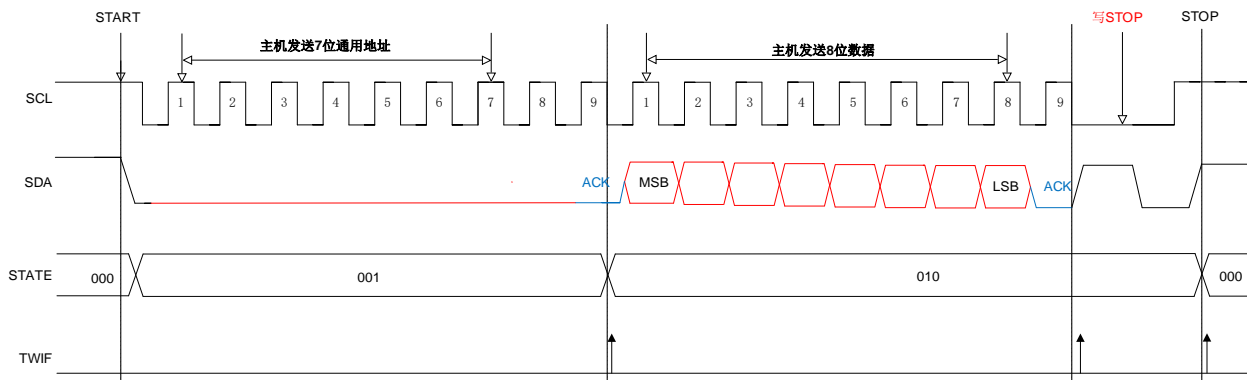 START
写STOP
STOP
主机发送7位通用地址
主机发送8位数据
SCL
1 2 3 4 5 6 7 8 9 1 2 3 4 5 6 7 8 9
SDA
ACK
MSB
LSB
ACK
STATE
000
001
010
000
TWIF